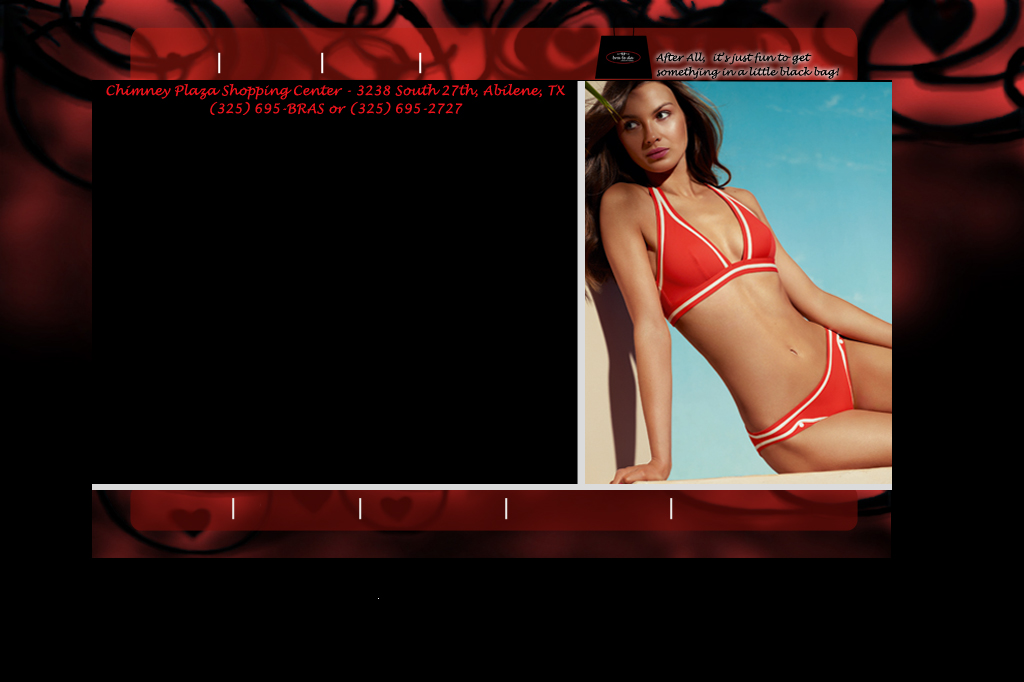 After All, it's just fun to get
something in a little black bag!
Chimney Plaza Shopping Center - 3238 South 27th, Abilene, TX
(325) 695-BRAS or (325) 695-2727